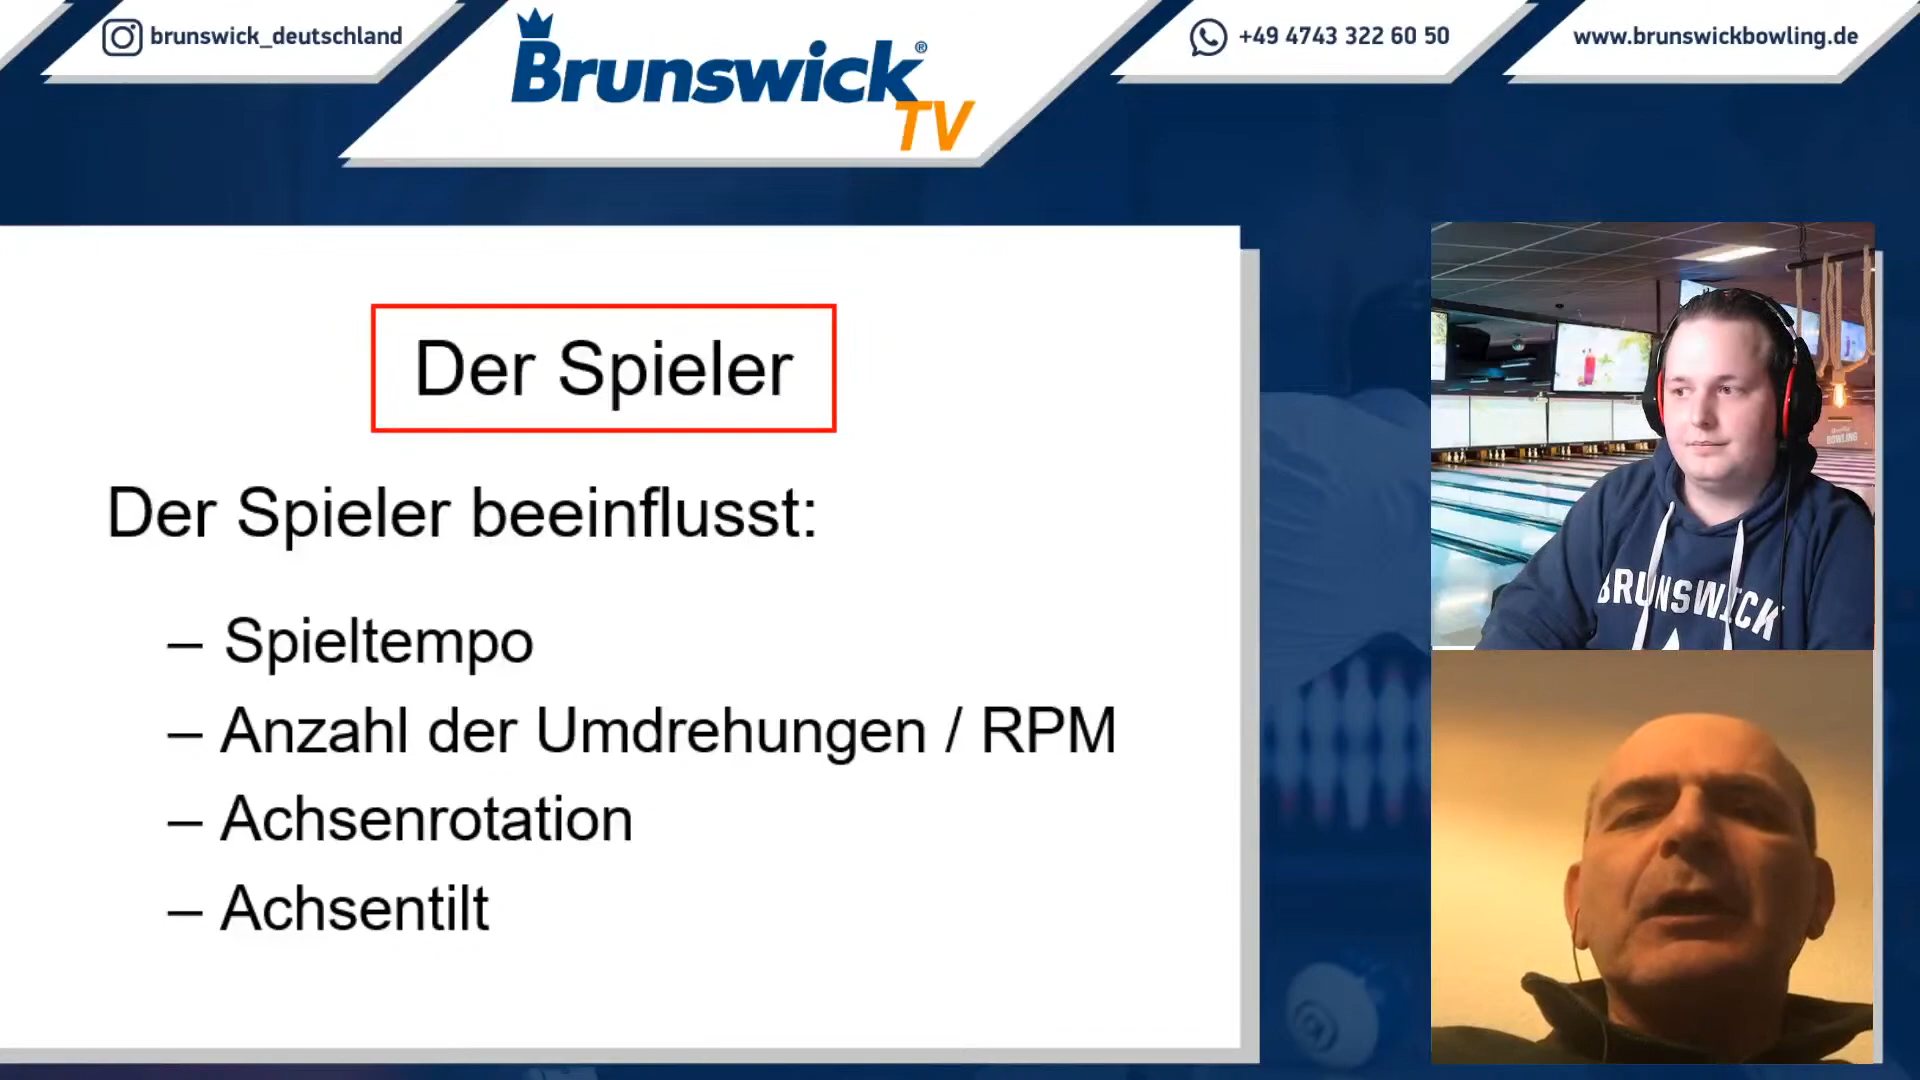 brunswick_deutschland
Brunswick®
TV
+49 4743 322 60 50
www.brunswickbowling.de
Der Spieler
Der Spieler beeinflusst:
– Spieltempo
– Anzahl der Umdrehungen / RPM
– Achsenrotation
– Achsentilt
BOWLING
BRUNSWICK